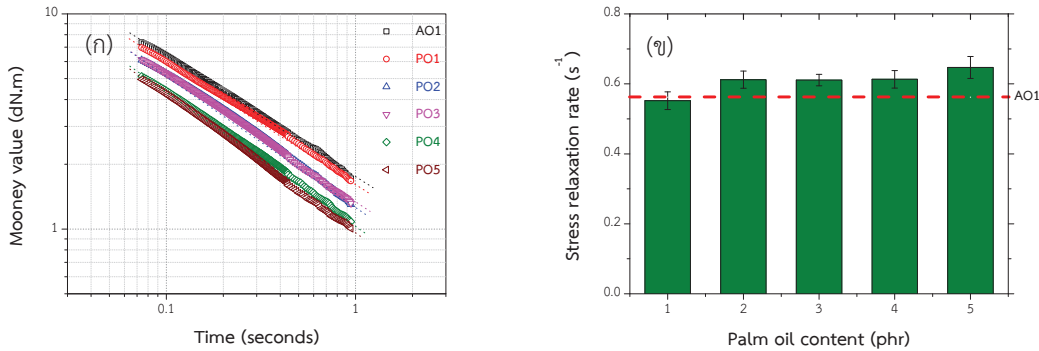 (ก)
10
1
Mooney value (dNm)
0.1
1
Time (seconds)
AO1
PO1
PO2
PO3
PO4
PO5
(ข)
0.8
0.6
0.4
0.2
0.0
Stress relaxation rate (s⁻¹)
AO1
1 2 3 4 5
Palm oil content (phr)